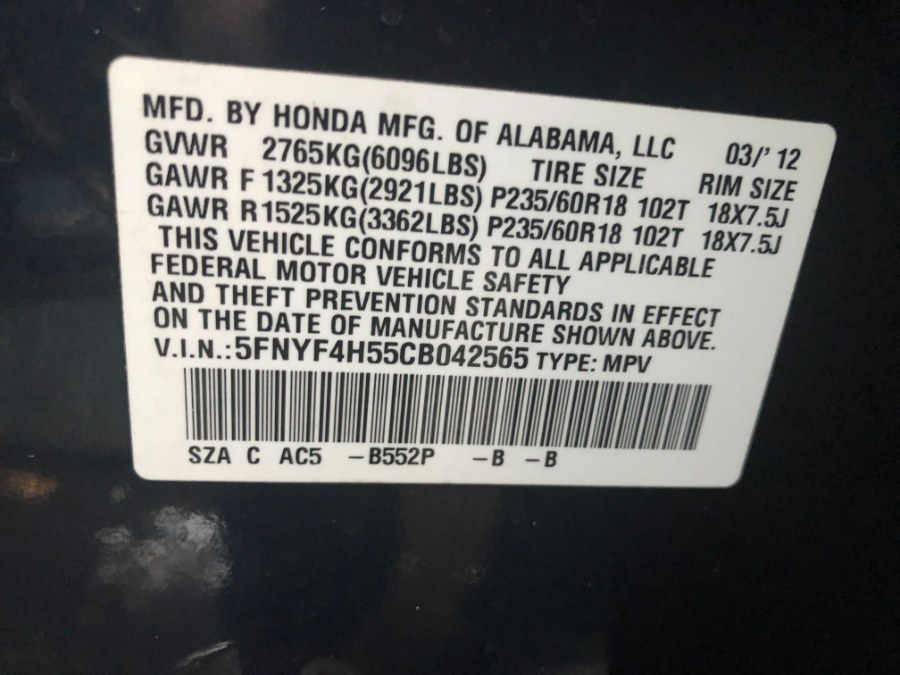 MFD. BY HONDA MFG. OF ALABAMA, LLC 03/' 12
GVWR 2765KG(6096LBS) TIRE SIZE RIM SIZE
GAWR F 1325KG(2921LBS) P235/60R18 102T 18X7.5J
GAWR R1525KG(3362LBS) P235/60R18 102T 18X7.5J
THIS VEHICLE CONFORMS TO ALL APPLICABLE
FEDERAL MOTOR VEHICLE SAFETY
AND THEFT PREVENTION STANDARDS IN EFFECT
ON THE DATE OF MANUFACTURE SHOWN ABOVE.
V.I.N.:5FNYF4H55CB042565 TYPE: MPV
SZA C AC5 –B552P –B –B